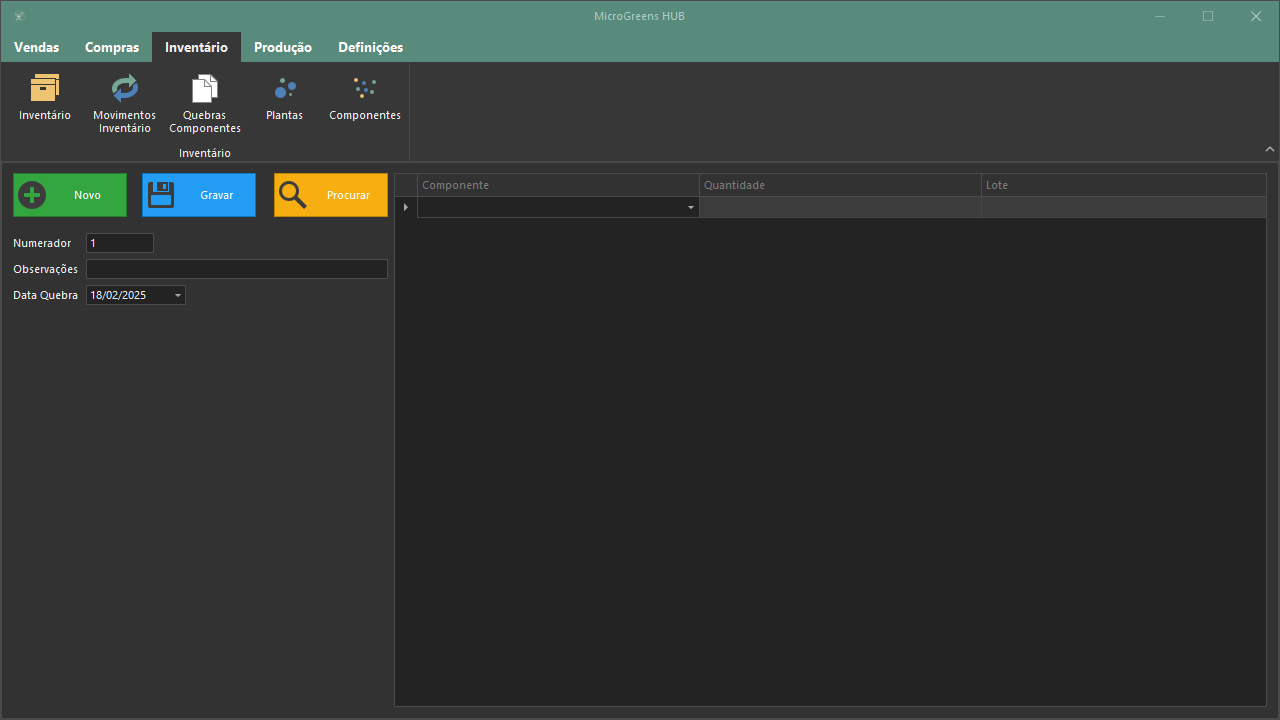 MicroGreens HUB
Vendas
Compras
Inventário
Produção
Definições
Inventário
Movimentos
Inventário
Quebras
Componentes
Plantas
Componentes
Inventário
Novo
Gravar
Procurar
Numerador
1
Observações
Data Quebra
18/02/2025
Componente
Quantidade
Lote